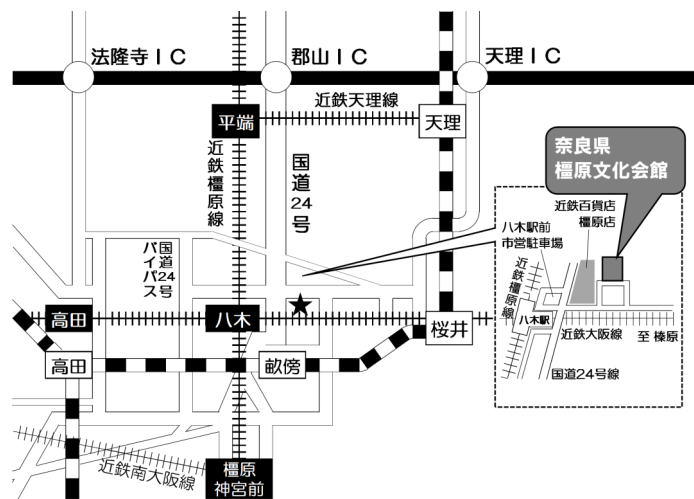 法隆寺IC
郡山IC
天理IC
近鉄天理線
平端
天理
近鉄橿原線
国道24号
国道24号
バイパス
高田
八木
桜井
高田
畝傍
近鉄南大阪線
橿原
神宮前
奈良県
橿原文化会館
近鉄百貨店
橿原店
八木駅前
市営駐車場
近鉄橿原線
八木駅
近鉄大阪線
至 榛原
国道24号線